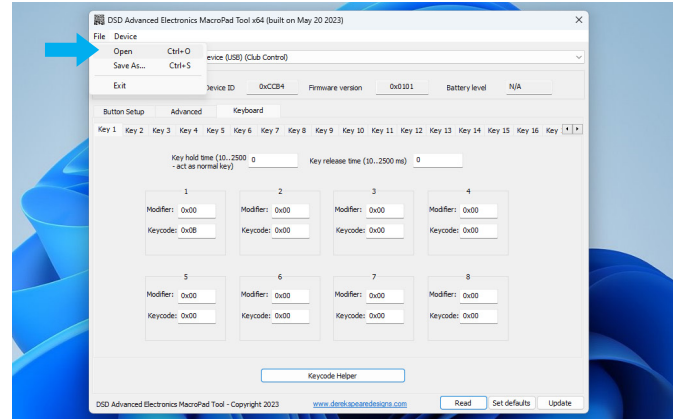 DSD Advanced Electronics MacroPad Tool x64 (built on May 20 2023)
File Device
Open Ctrl+O
Save As... Ctrl+S
Exit
evice (USB) (Club Control)
Device ID 0xCCB4 Firmware version 0x0101 Battery level N/A
Button Setup Advanced Keyboard
Key 1 Key 2 Key 3 Key 4 Key 5 Key 6 Key 7 Key 8 Key 9 Key 10 Key 11 Key 12 Key 13 Key 14 Key 15 Key 16 Key
Key hold time (10..2500 0 Key release time (10..2500 ms) 0
- act as normal key)
1 2 3 4
Modifier: 0x00 Modifier: 0x00 Modifier: 0x00 Modifier: 0x00
Keycode: 0x0B Keycode: 0x00 Keycode: 0x00 Keycode: 0x00
5 6 7 8
Modifier: 0x00 Modifier: 0x00 Modifier: 0x00 Modifier: 0x00
Keycode: 0x00 Keycode: 0x00 Keycode: 0x00 Keycode: 0x00
Keycode Helper
DSD Advanced Electronics MacroPad Tool - Copyright 2023 www.derekspearedesigns.com Read Set defaults Update